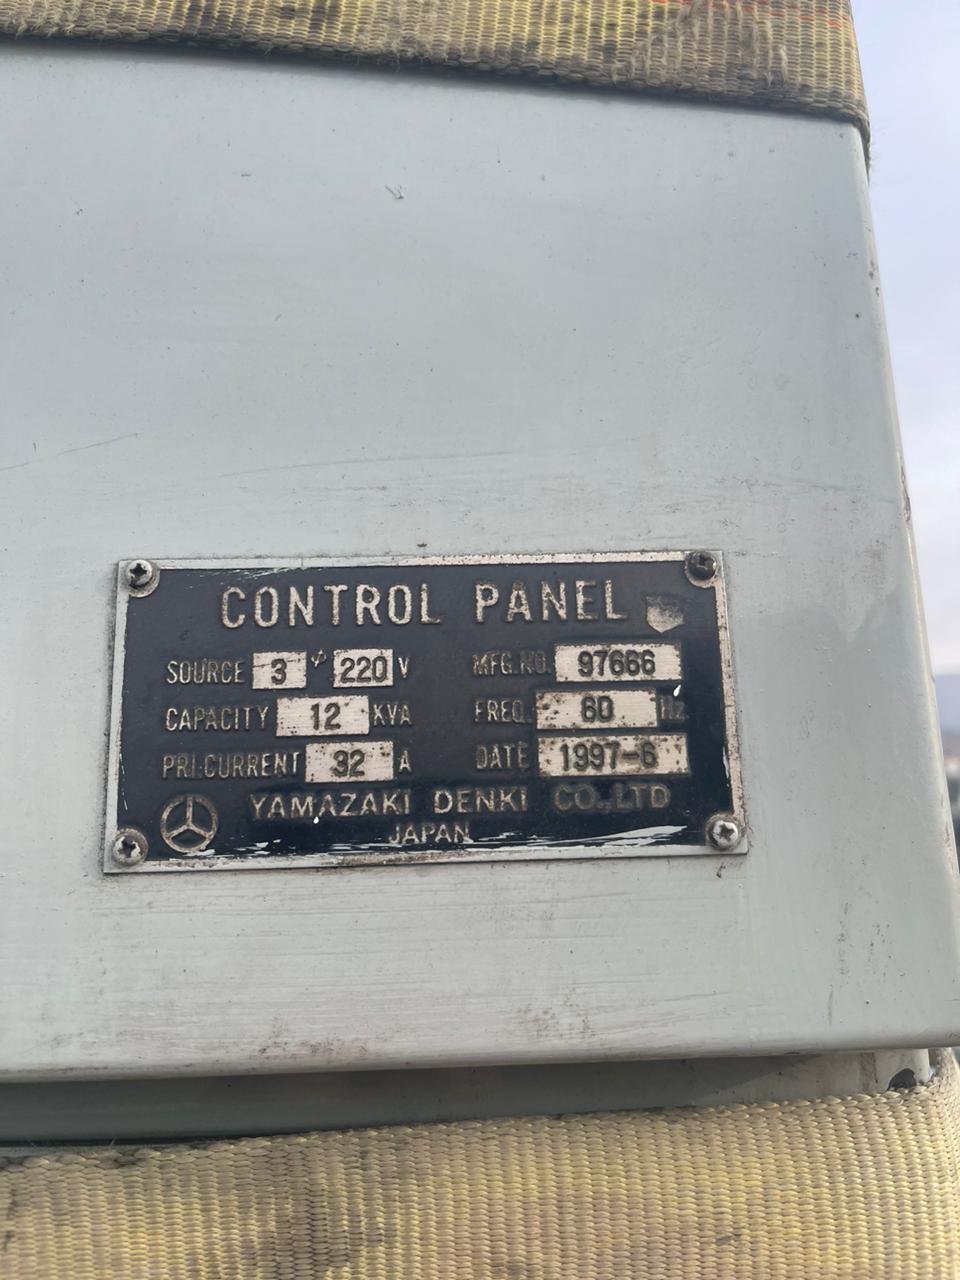 CONTROL PANEL
SOURCE 3 φ 220 V MFG.NO. 97666
CAPACITY 12 KVA FREQ. 60 Hz
PRI.CURRENT 32 A DATE 1997-6
YAMAZAKI DENKI CO.,LTD
JAPAN